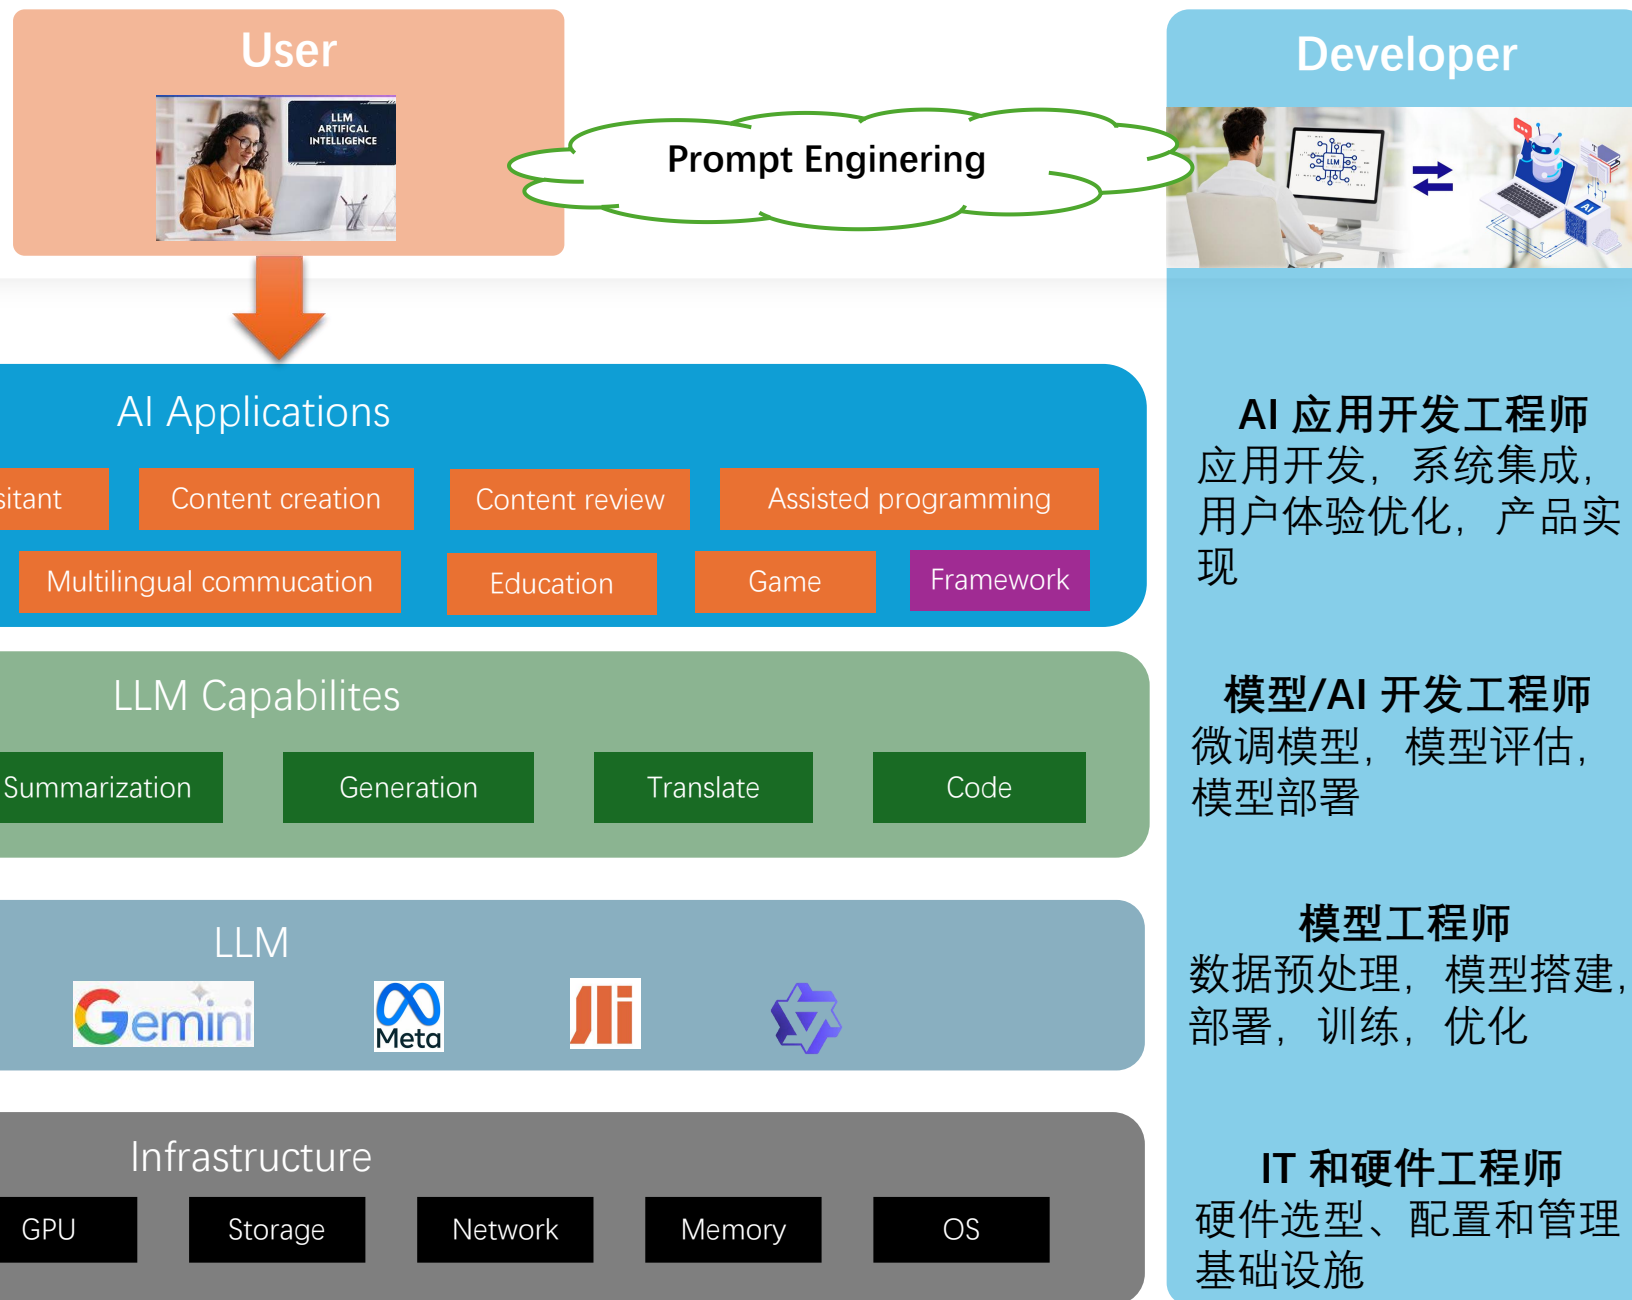 User
Developer
LLM
ARTIFICAL
INTELLIGENCE
Prompt Enginering
LLM
AI
AI Applications
sitant
Content creation
Content review
Assisted programming
Multilingual commucation
Education
Game
Framework
AI 应用开发工程师
应用开发，系统集成，
用户体验优化，产品实
现
LLM Capabilites
Summarization
Generation
Translate
Code
模型/AI 开发工程师
微调模型，模型评估，
模型部署
LLM
Gemini
Meta
模型工程师
数据预处理，模型搭建，
部署，训练，优化
Infrastructure
GPU
Storage
Network
Memory
OS
IT 和硬件工程师
硬件选型、配置和管理
基础设施